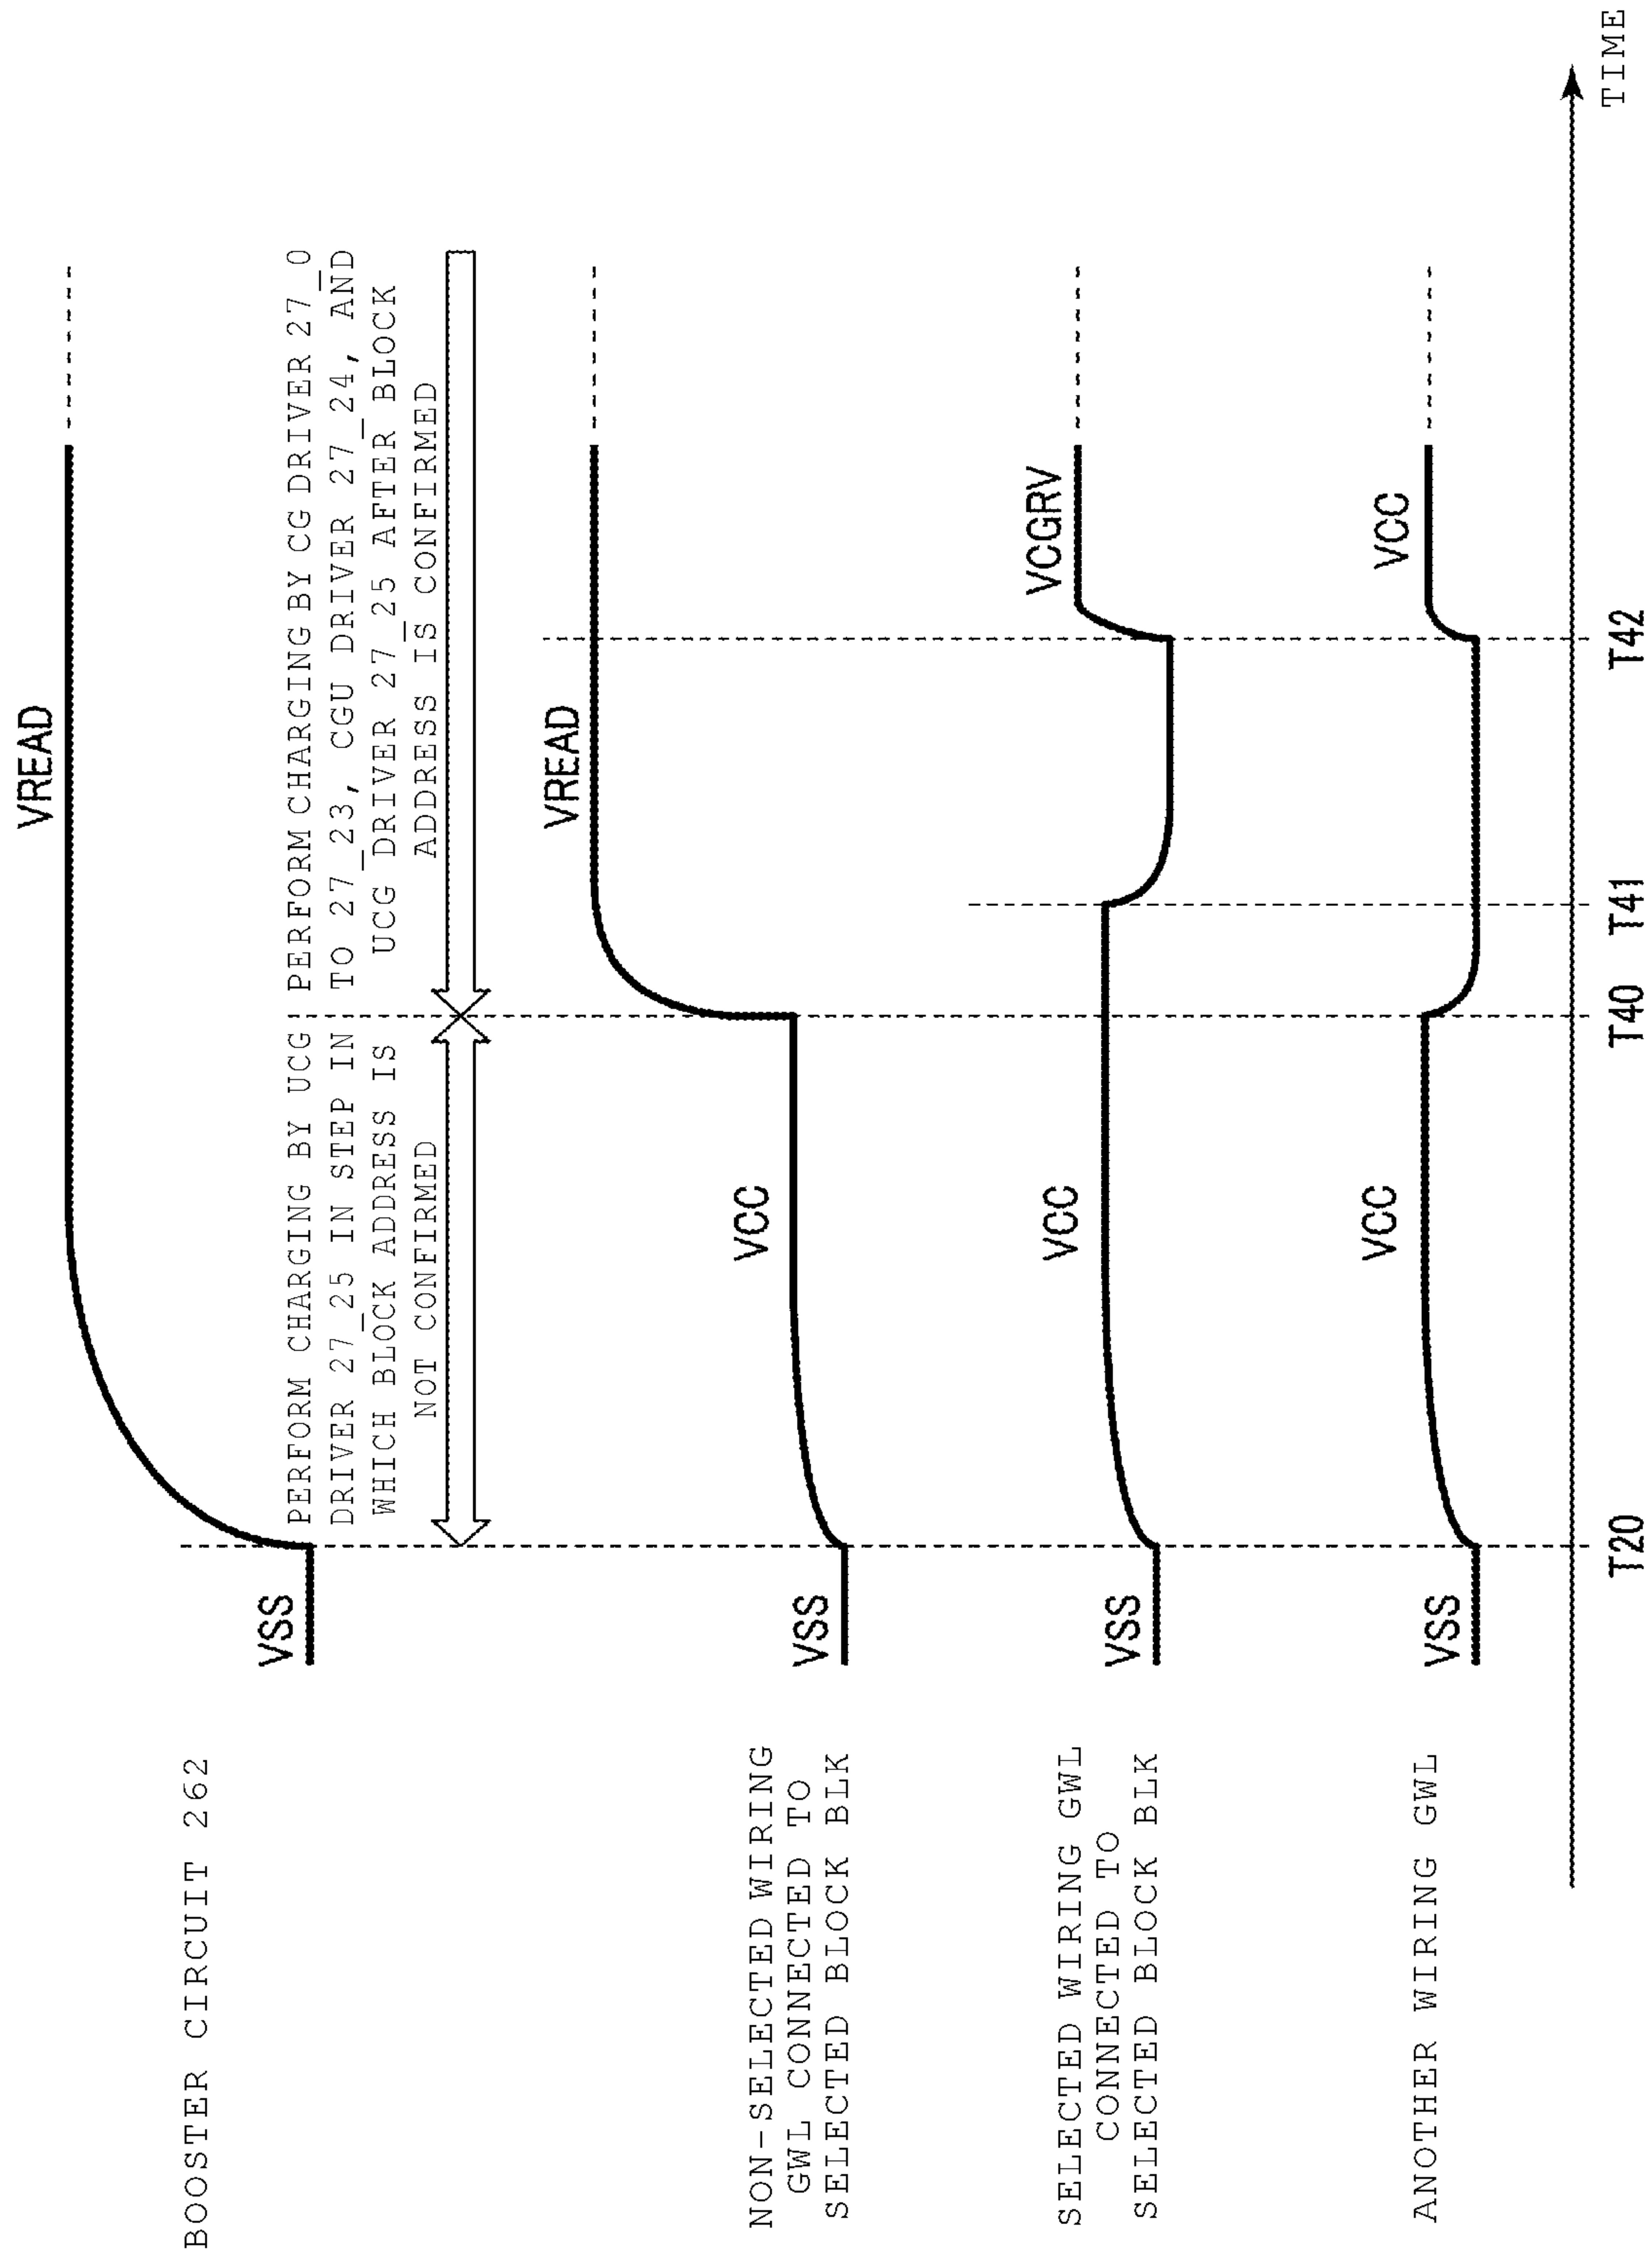 BOOSTER CIRCUIT 262
VSS
VREAD
PERFORM CHARGING BY UCG
DRIVER 27_25 IN STEP IN
WHICH BLOCK ADDRESS IS
NOT CONFIRMED
PERFORM CHARGING BY CG DRIVER 27_0
TO 27_23, CGU DRIVER 27_24, AND
UCG DRIVER 27_25 AFTER BLOCK
ADDRESS IS CONFIRMED
NON-SELECTED WIRING
GWL CONNECTED TO
SELECTED BLOCK BLK
VSS
VCC
VREAD
SELECTED WIRING GWL
CONNECTED TO
SELECTED BLOCK BLK
VSS
VCC
VCGRV
ANOTHER WIRING GWL
VSS
VCC
VCC
T20
T40
T41
T42
TIME